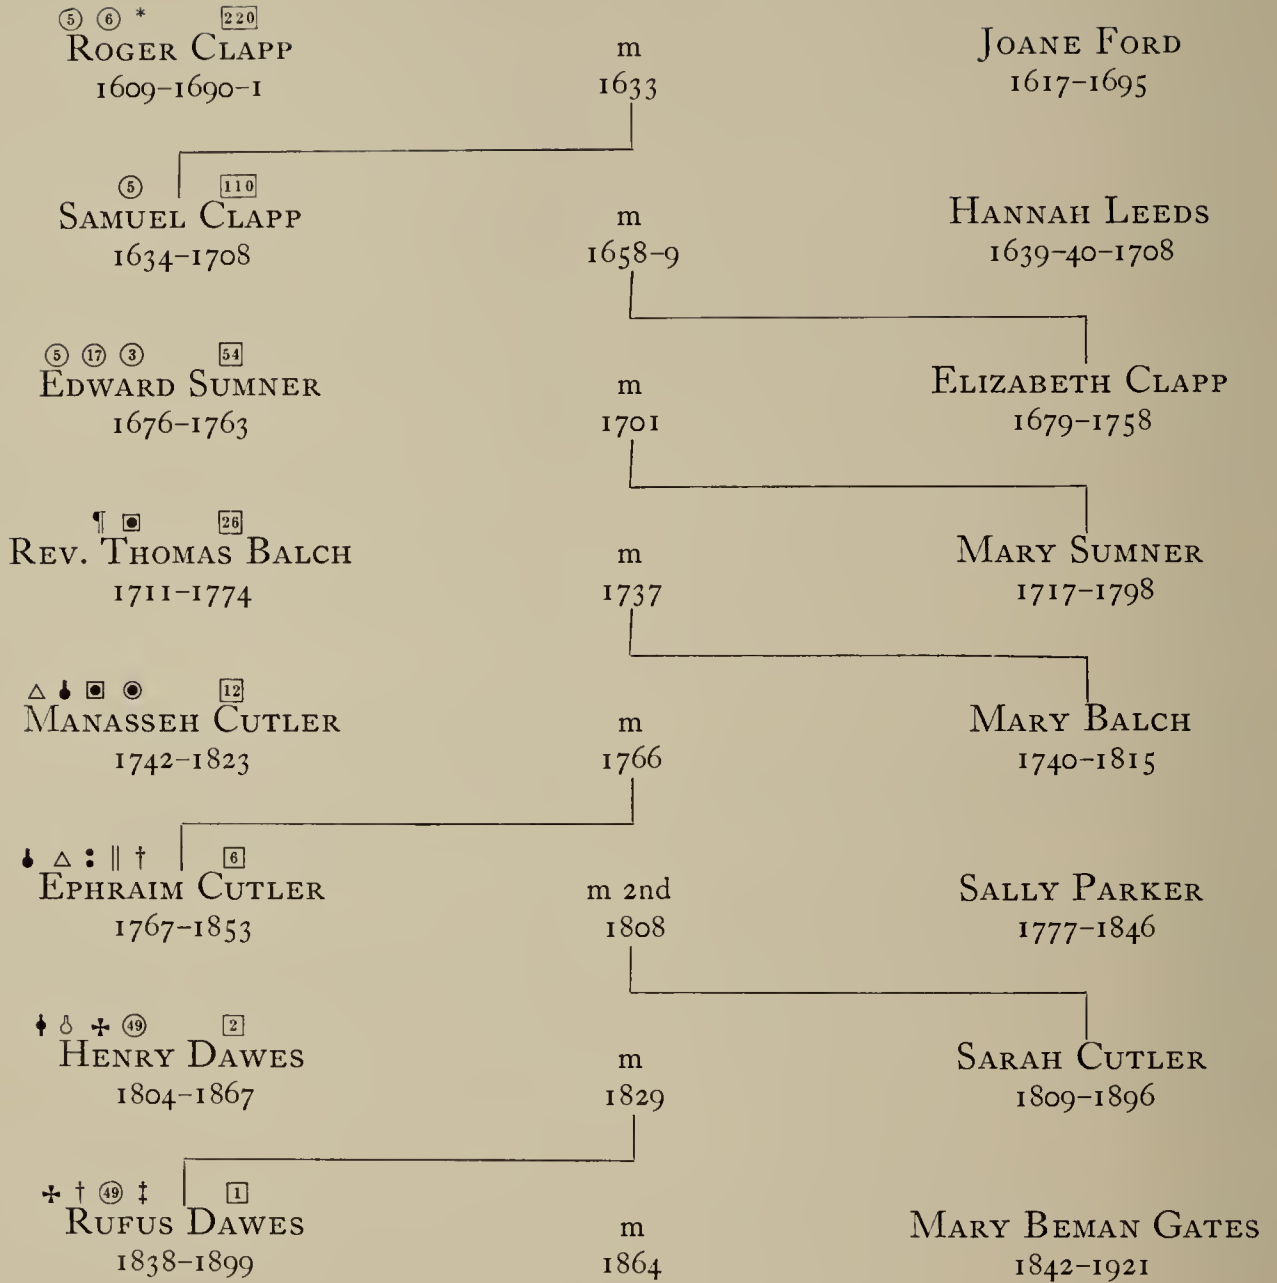 ⑤ ⑥ * 220
ROGER CLAPP m JOANE FORD
1609–1690-1 1633 1617–1695
⑤ 110
SAMUEL CLAPP m HANNAH LEEDS
1634–1708 1658–9 1639-40-1708
⑤ ⑰ ③ 54
EDWARD SUMNER m ELIZABETH CLAPP
1676–1763 1701 1679–1758
¶ ▣ 26
REV. THOMAS BALCH m MARY SUMNER
1711–1774 1737 1717–1798
△ ▣ ◉ 12
MANASSEH CUTLER m MARY BALCH
1742–1823 1766 1740–1815
△ : || † 6
EPHRAIM CUTLER m 2nd SALLY PARKER
1767–1853 1808 1777–1846
✢ ㊾ 2
HENRY DAWES m SARAH CUTLER
1804–1867 1829 1809–1896
✢ † ㊾ ‡ 1
RUFUS DAWES m MARY BEMAN GATES
1838–1899 1864 1842–1921